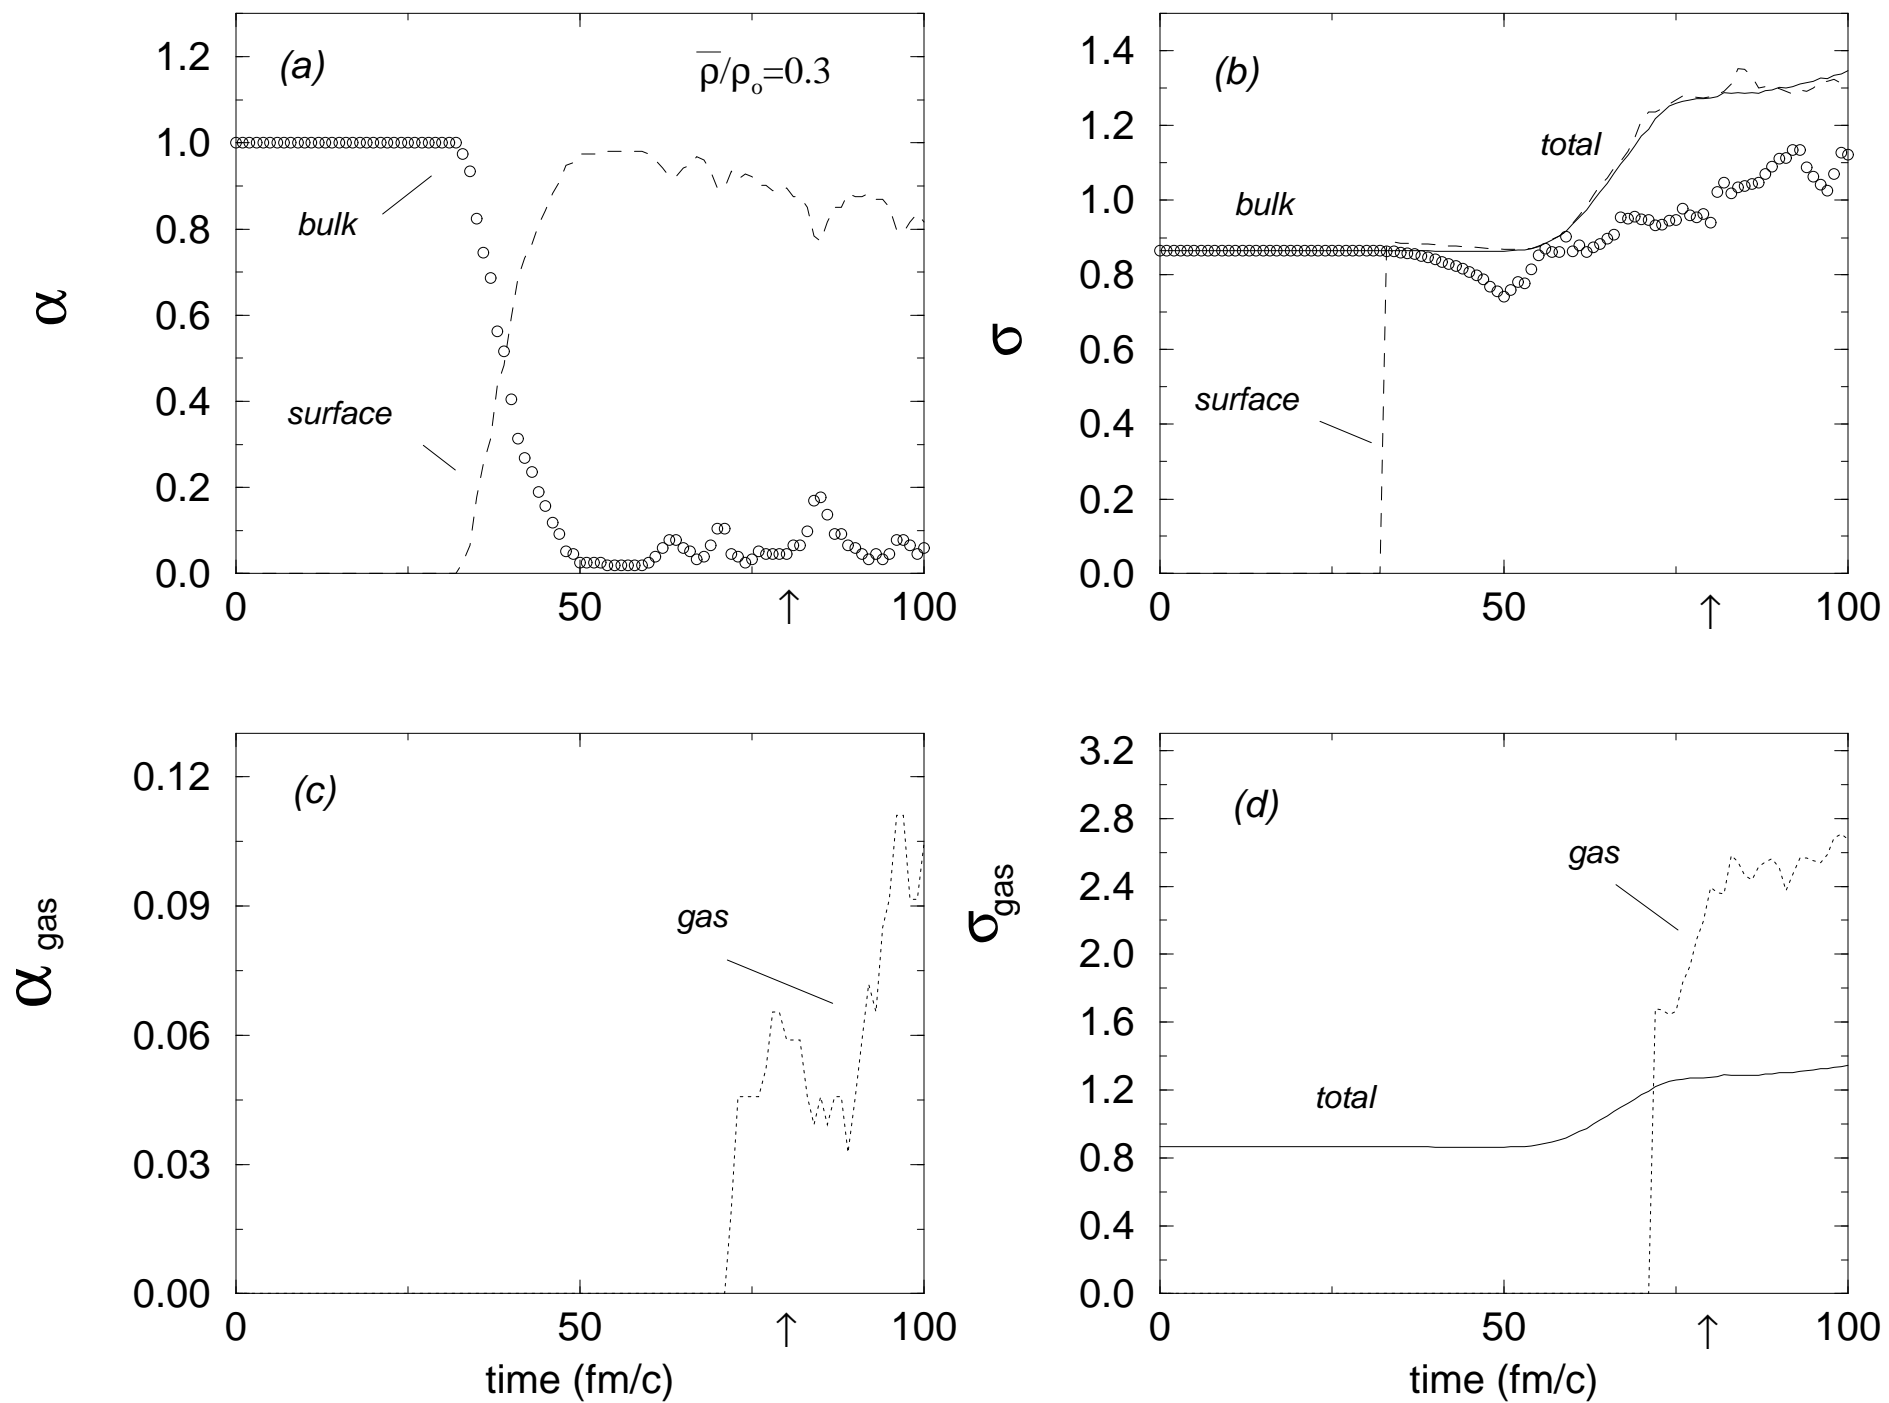 (a)
ρ̅/ρo=0.3
1.2
1.0
0.8
0.6
0.4
0.2
0.0
α
bulk
surface
0 50 100
↑
(b)
1.4
1.2
1.0
0.8
0.6
0.4
0.2
0.0
σ
total
bulk
surface
0 50 100
↑
(c)
0.12
0.09
0.06
0.03
0.00
α gas
gas
0 50 100
↑
time (fm/c)
(d)
3.2
2.8
2.4
2.0
1.6
1.2
0.8
0.4
0.0
σgas
gas
total
0 50 100
↑
time (fm/c)